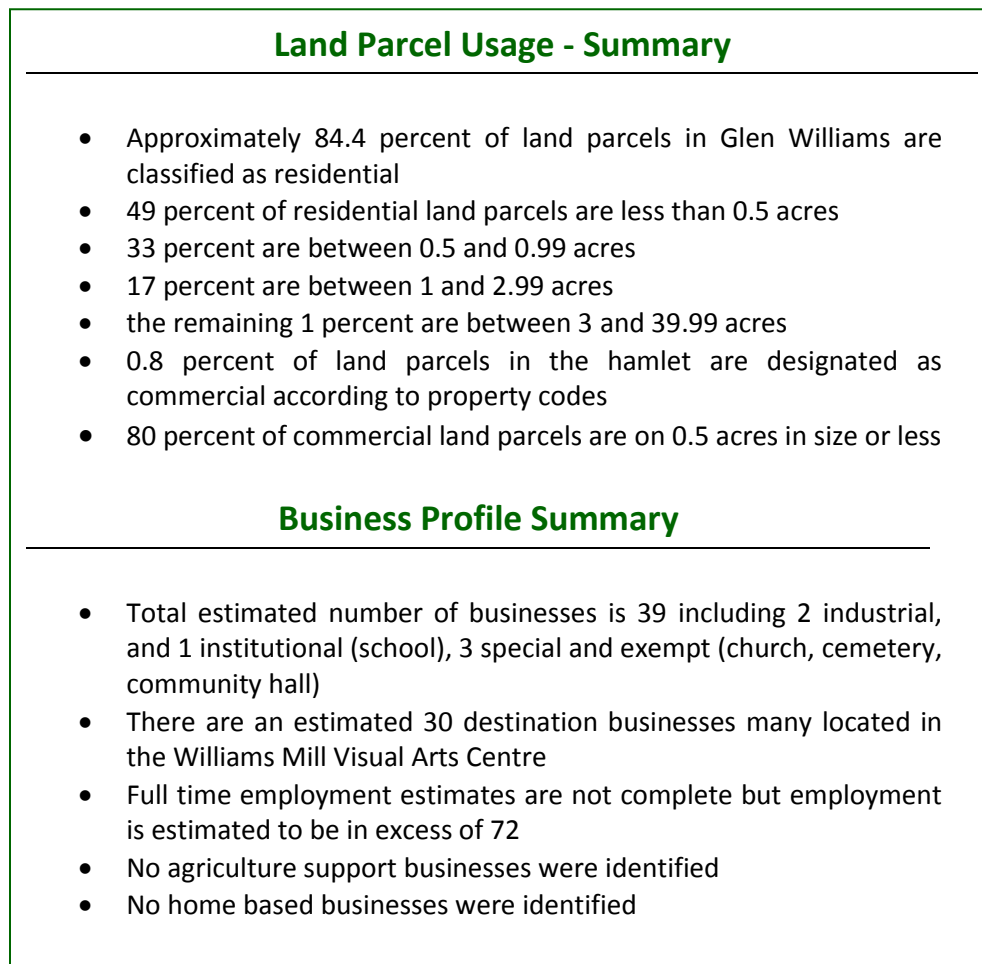 Land Parcel Usage - Summary
• Approximately 84.4 percent of land parcels in Glen Williams are
classified as residential
• 49 percent of residential land parcels are less than 0.5 acres
• 33 percent are between 0.5 and 0.99 acres
• 17 percent are between 1 and 2.99 acres
• the remaining 1 percent are between 3 and 39.99 acres
• 0.8 percent of land parcels in the hamlet are designated as
commercial according to property codes
• 80 percent of commercial land parcels are on 0.5 acres in size or less
Business Profile Summary
• Total estimated number of businesses is 39 including 2 industrial,
and 1 institutional (school), 3 special and exempt (church, cemetery,
community hall)
• There are an estimated 30 destination businesses many located in
the Williams Mill Visual Arts Centre
• Full time employment estimates are not complete but employment
is estimated to be in excess of 72
• No agriculture support businesses were identified
• No home based businesses were identified